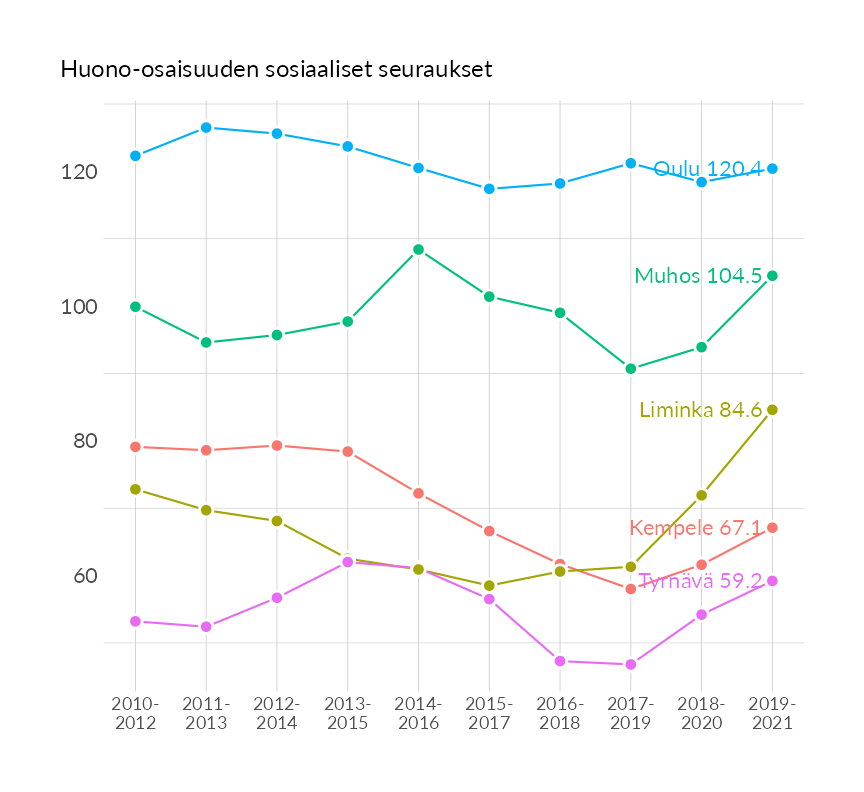 Huono-osaisuuden sosiaaliset seuraukset
120
Oulu 120.4
Muhos 104.5
100
Liminka 84.6
80
Kempele 67.1
60
Tyrnävä 59.2
2010- 2011- 2012- 2013- 2014- 2015- 2016- 2017- 2018- 2019-
2012 2013 2014 2015 2016 2017 2018 2019 2020 2021